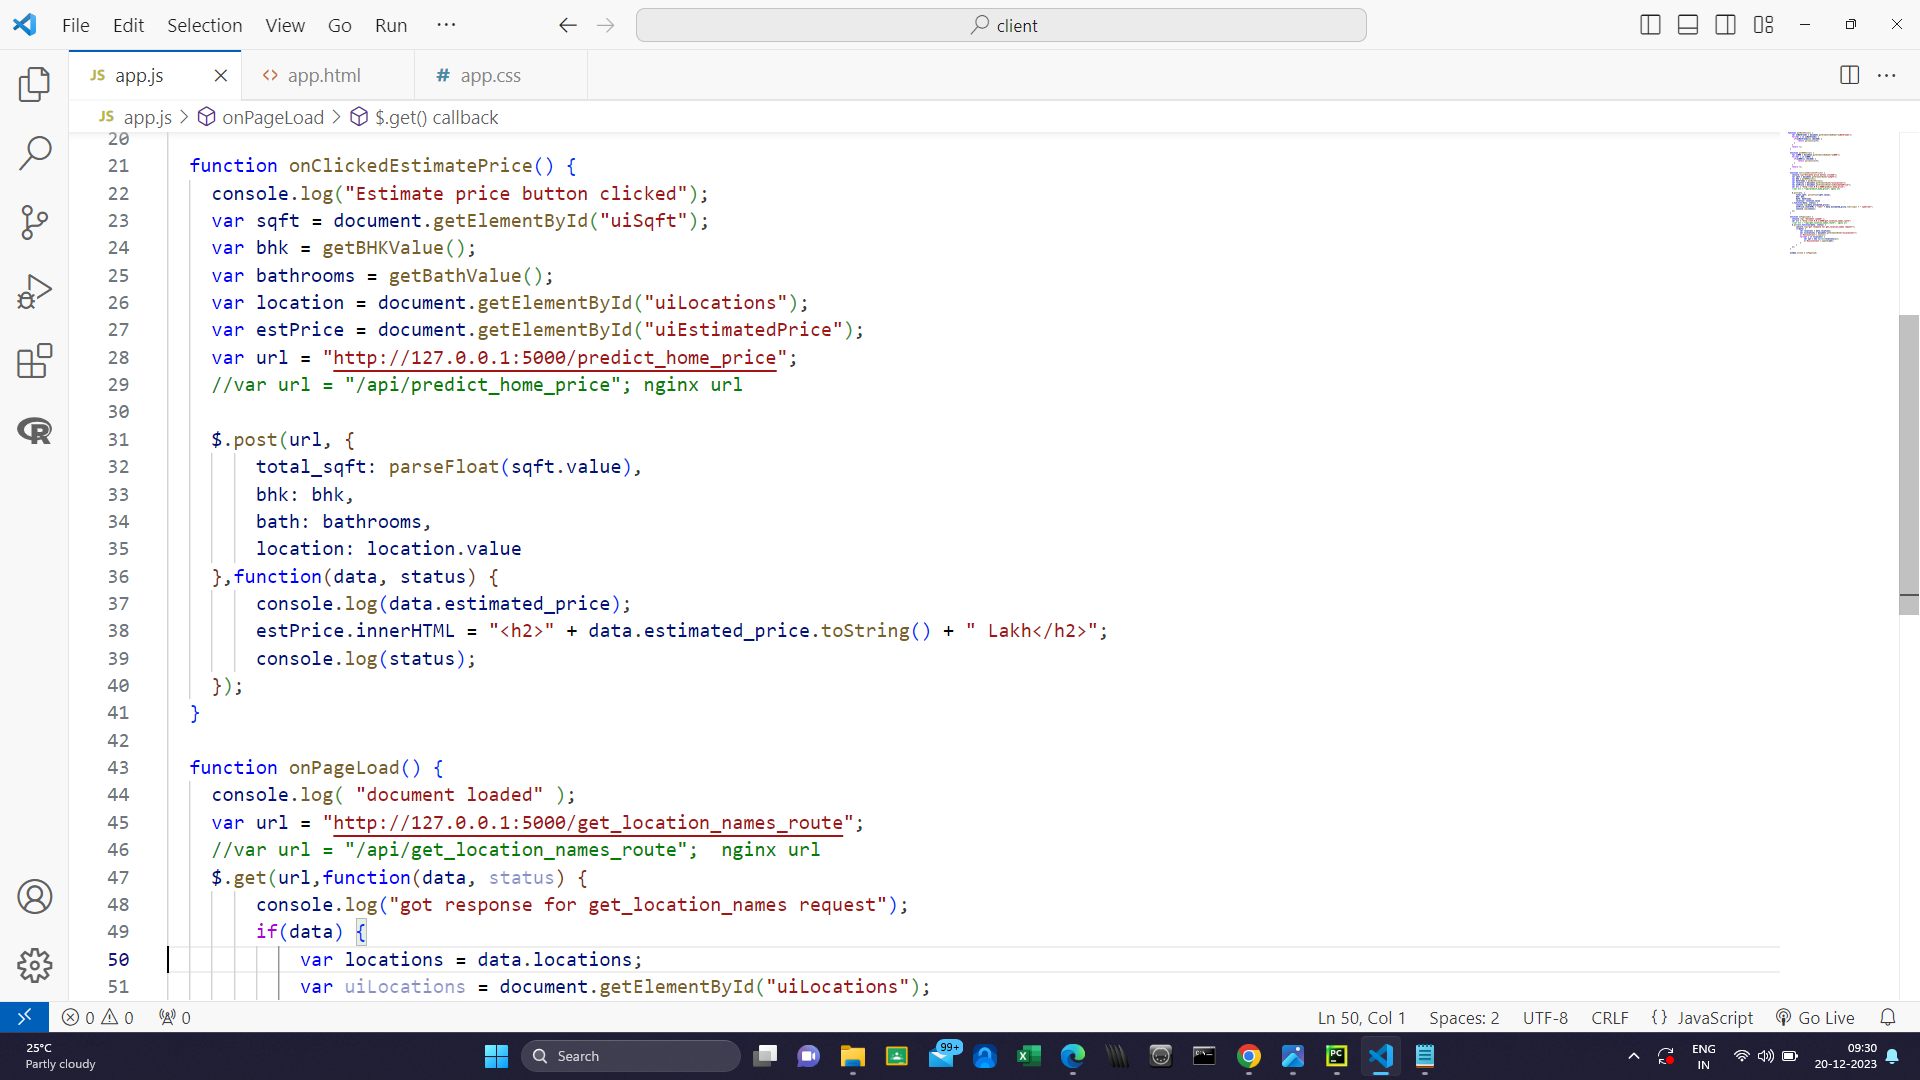 File Edit Selection View Go Run ··· client
JS app.js app.html # app.css
JS app.js > onPageLoad > $.get() callback
20
21 function onClickedEstimatePrice() {
22 console.log("Estimate price button clicked");
23 var sqft = document.getElementById("uiSqft");
24 var bhk = getBHKValue();
25 var bathrooms = getBathValue();
26 var location = document.getElementById("uiLocations");
27 var estPrice = document.getElementById("uiEstimatedPrice");
28 var url = "http://127.0.0.1:5000/predict_home_price";
29 //var url = "/api/predict_home_price"; nginx url
30
31 $.post(url, {
32 total_sqft: parseFloat(sqft.value),
33 bhk: bhk,
34 bath: bathrooms,
35 location: location.value
36 },function(data, status) {
37 console.log(data.estimated_price);
38 estPrice.innerHTML = "<h2>" + data.estimated_price.toString() + " Lakh</h2>";
39 console.log(status);
40 });
41 }
42
43 function onPageLoad() {
44 console.log( "document loaded" );
45 var url = "http://127.0.0.1:5000/get_location_names_route";
46 //var url = "/api/get_location_names_route";  nginx url
47 $.get(url,function(data, status) {
48 console.log("got response for get_location_names request");
49 if(data) {
50 var locations = data.locations;
51 var uiLocations = document.getElementById("uiLocations");
0 0 0 Ln 50, Col 1 Spaces: 2 UTF-8 CRLF {} JavaScript Go Live
25°C
Partly cloudy
Search
99+
PC
ENG
IN
09:30
20-12-2023